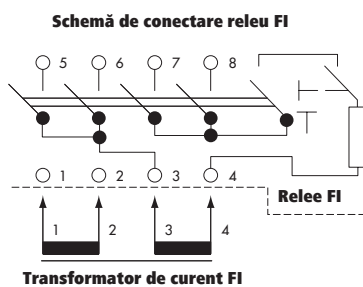 Schemă de conectare releu FI
5 6 7 8
1 2 3 4
Relee FI
1 2 3 4
Transformator de curent FI